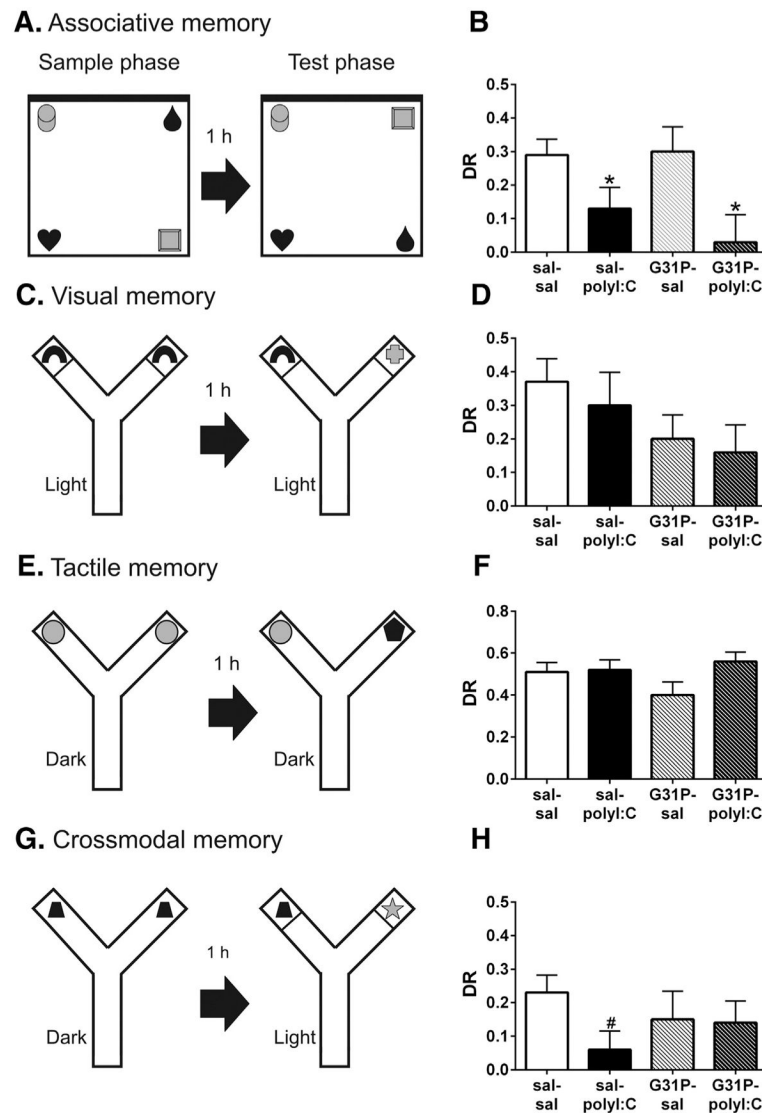 A. Associative memory
Sample phase
Test phase
1 h
B
DR
0.5
0.4
0.3
0.2
0.1
0.0
*
*
sal-
sal
sal-
polyI:C
G31P-
sal
G31P-
polyI:C
C. Visual memory
1 h
Light
Light
D
DR
0.5
0.4
0.3
0.2
0.1
0.0
sal-
sal
sal-
polyI:C
G31P-
sal
G31P-
polyI:C
E. Tactile memory
1 h
Dark
Dark
F
DR
0.8
0.6
0.4
0.2
0.0
sal-
sal
sal-
polyI:C
G31P-
sal
G31P-
polyI:C
G. Crossmodal memory
1 h
Dark
Light
H
DR
0.5
0.4
0.3
0.2
0.1
0.0
#
sal-
sal
sal-
polyI:C
G31P-
sal
G31P-
polyI:C